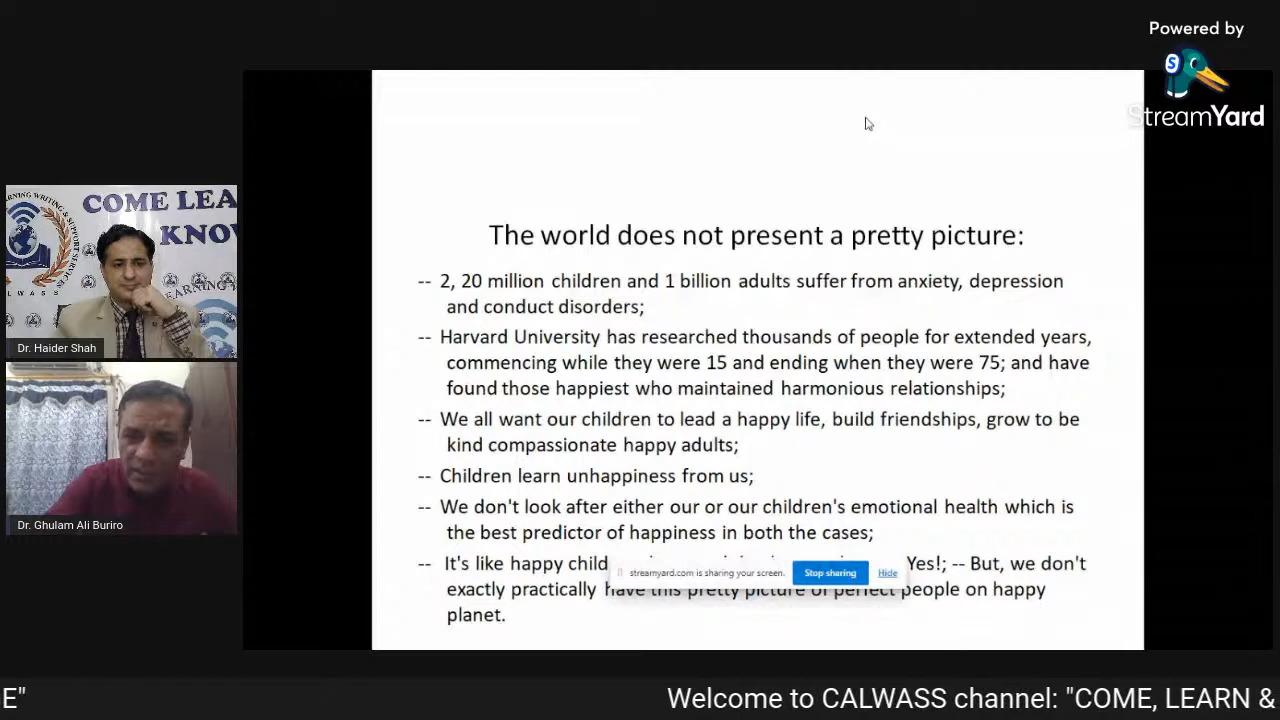 Powered by
StreamYard
COME LEA
KNOW
Dr. Haider Shah
Dr. Ghulam Ali Buriro
The world does not present a pretty picture:
-- 2, 20 million children and 1 billion adults suffer from anxiety, depression
and conduct disorders;
-- Harvard University has researched thousands of people for extended years,
commencing while they were 15 and ending when they were 75; and have
found those happiest who maintained harmonious relationships;
-- We all want our children to lead a happy life, build friendships, grow to be
kind compassionate happy adults;
-- Children learn unhappiness from us;
-- We don't look after either our or our children's emotional health which is
the best predictor of happiness in both the cases;
-- It's like happy child Yes!; -- But, we don't
streamyard.com is sharing your screen. Stop sharing Hide
exactly practically have this pretty picture of perfect people on happy
planet.
E" Welcome to CALWASS channel: "COME, LEARN &